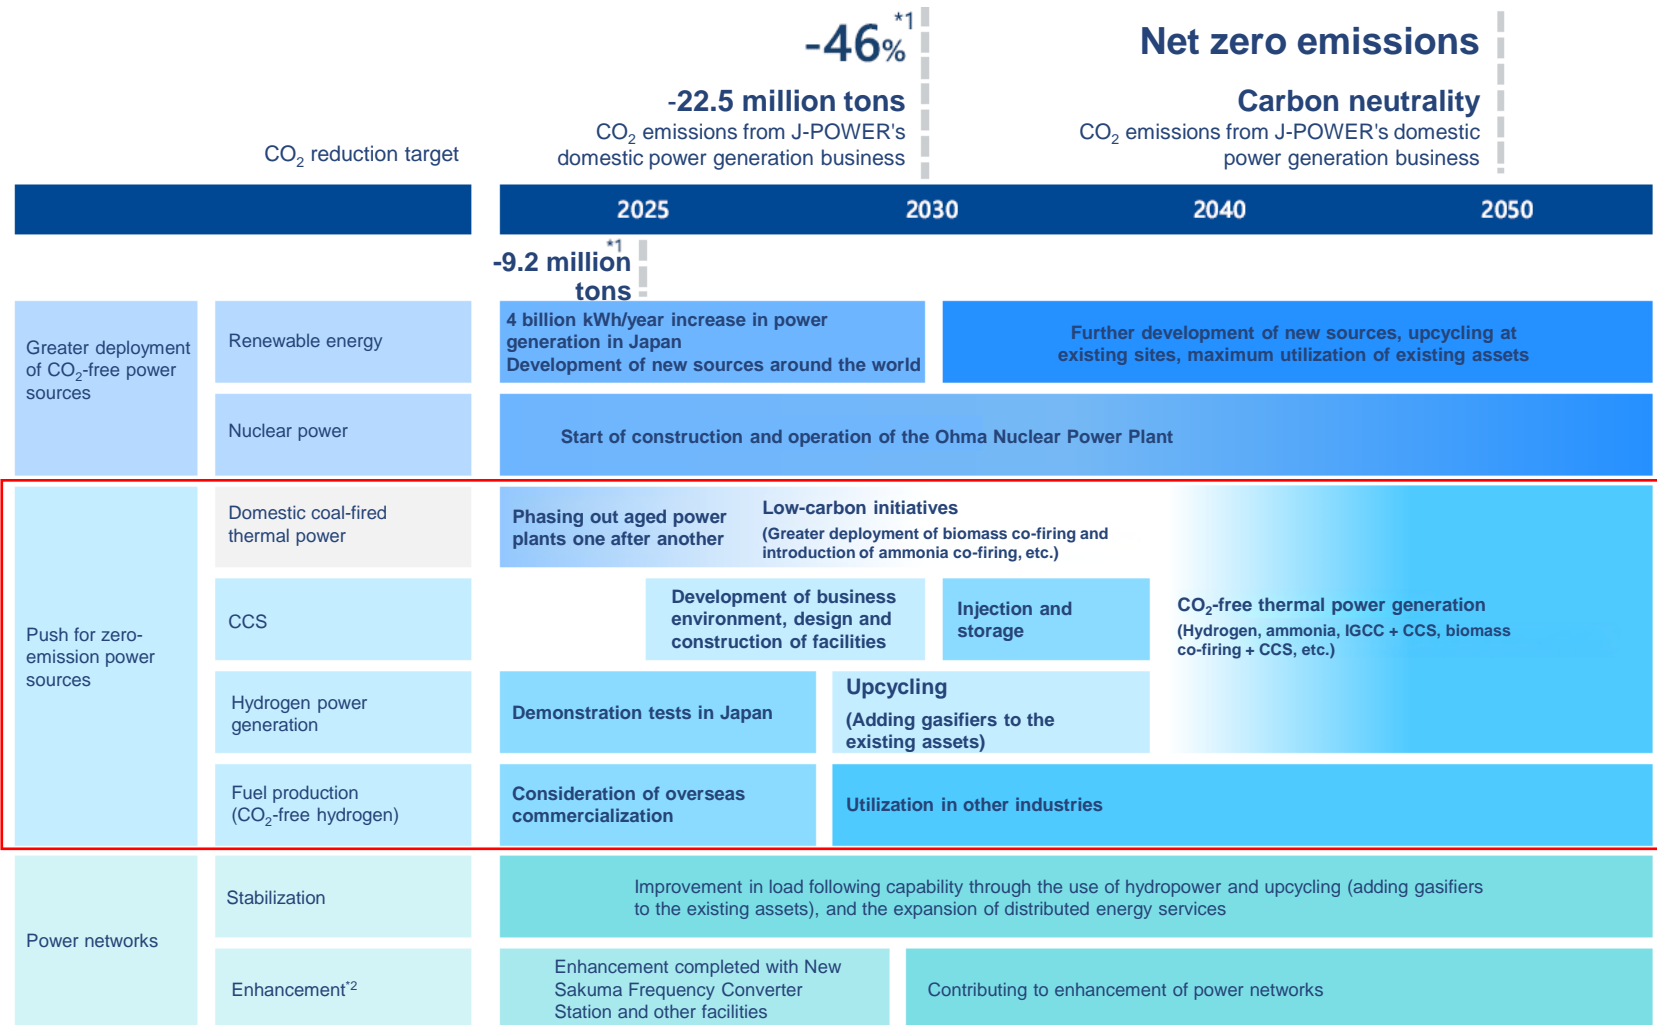 -46%*1
Net zero emissions
-22.5 million tons
CO2 emissions from J-POWER's
domestic power generation business
Carbon neutrality
CO2 emissions from J-POWER's domestic
power generation business
CO2 reduction target
2025
2030
2040
2050
-9.2 million*1
tons
Greater deployment
of CO2-free power
sources
Renewable energy
4 billion kWh/year increase in power
generation in Japan
Development of new sources around the world
Further development of new sources, upcycling at
existing sites, maximum utilization of existing assets
Nuclear power
Start of construction and operation of the Ohma Nuclear Power Plant
Push for zero-
emission power
sources
Domestic coal-fired
thermal power
Phasing out aged power
plants one after another
Low-carbon initiatives
(Greater deployment of biomass co-firing and
introduction of ammonia co-firing, etc.)
CCS
Development of business
environment, design and
construction of facilities
Injection and
storage
CO2-free thermal power generation
(Hydrogen, ammonia, IGCC + CCS, biomass
co-firing + CCS, etc.)
Hydrogen power
generation
Demonstration tests in Japan
Upcycling
(Adding gasifiers to the
existing assets)
Fuel production
(CO2-free hydrogen)
Consideration of overseas
commercialization
Utilization in other industries
Power networks
Stabilization
Improvement in load following capability through the use of hydropower and upcycling (adding gasifiers
to the existing assets), and the expansion of distributed energy services
Enhancement*2
Enhancement completed with New
Sakuma Frequency Converter
Station and other facilities
Contributing to enhancement of power networks